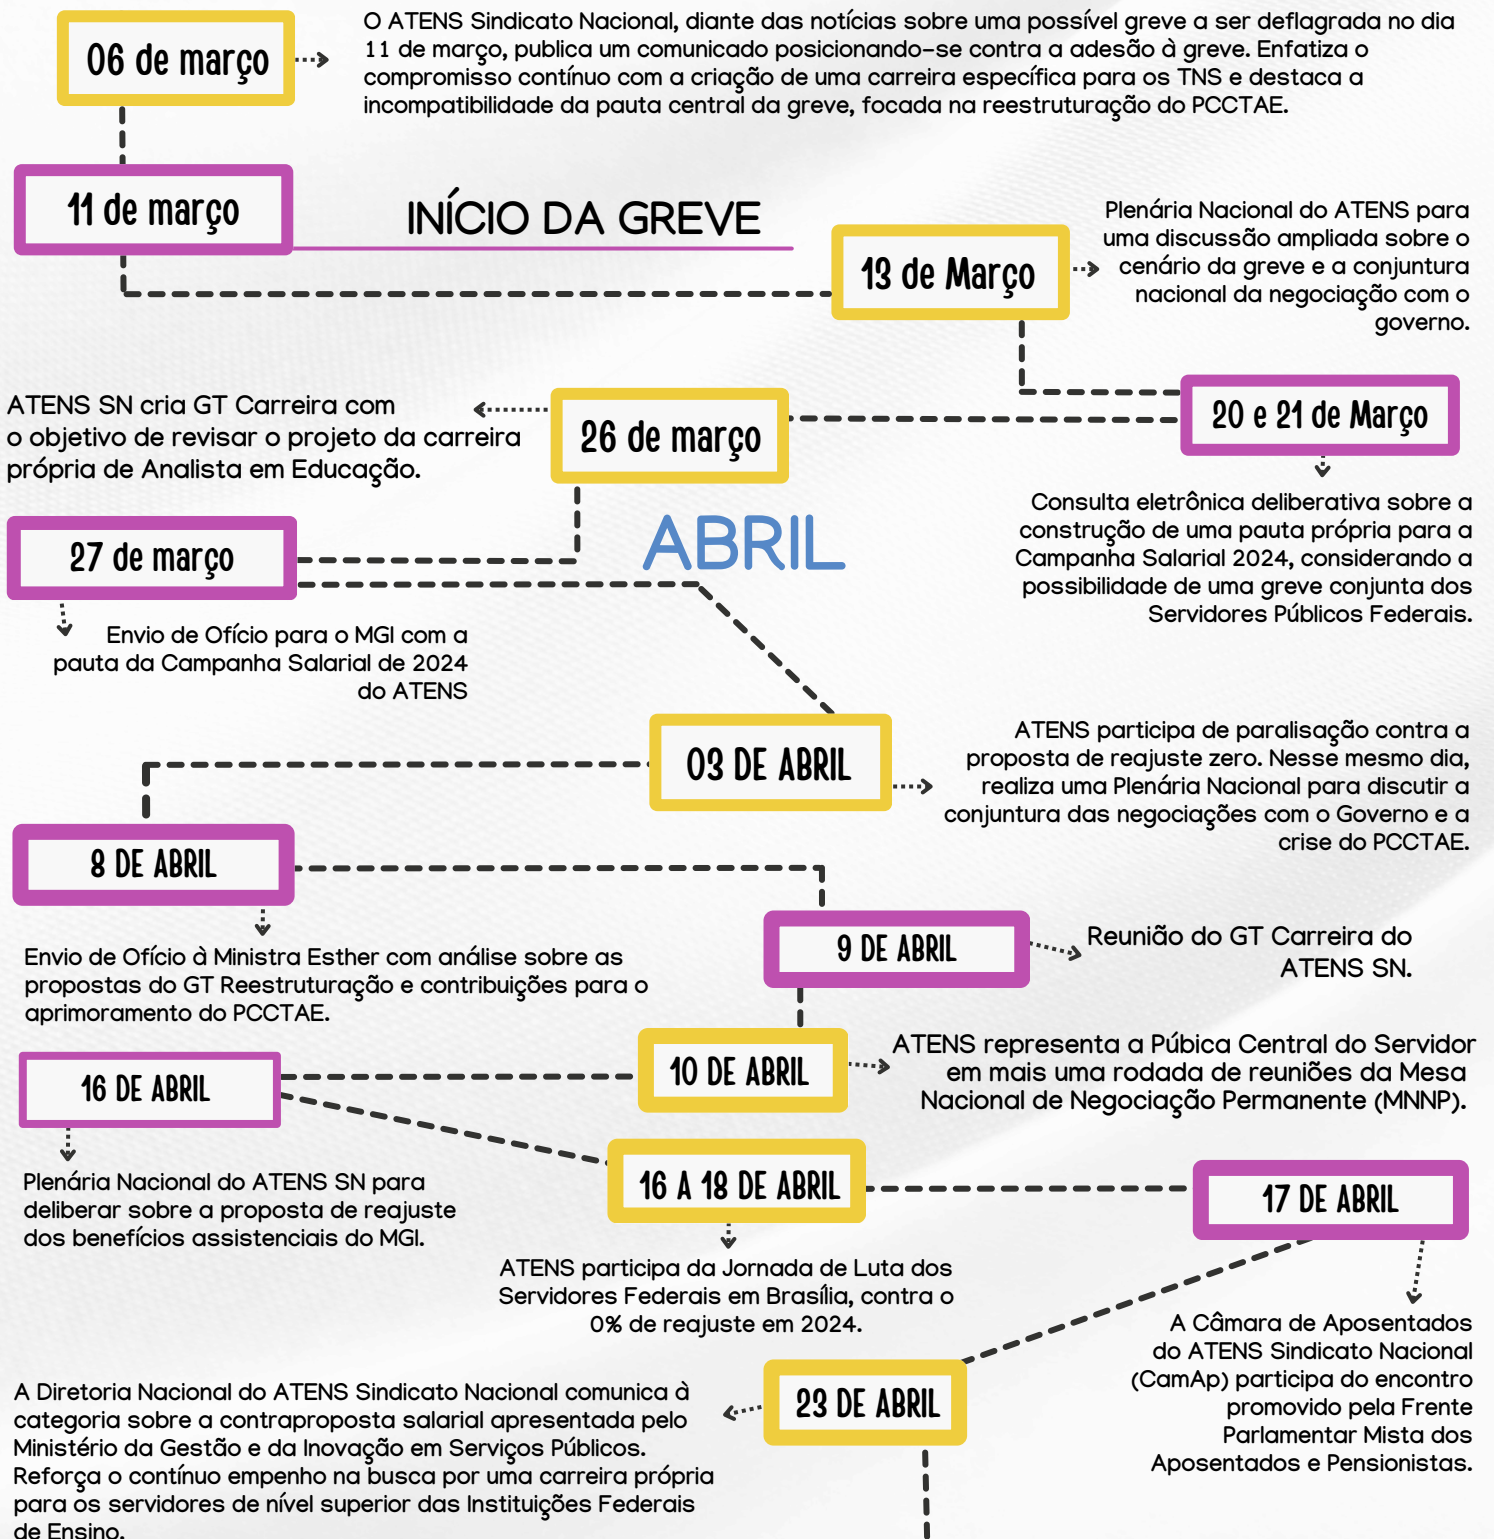 06 de março
O ATENS Sindicato Nacional, diante das notícias sobre uma possível greve a ser deflagrada no dia
11 de março, publica um comunicado posicionando-se contra a adesão à greve. Enfatiza o
compromisso contínuo com a criação de uma carreira específica para os TNS e destaca a
incompatibilidade da pauta central da greve, focada na reestruturação do PCCTAE.
11 de março
INÍCIO DA GREVE
13 de Março
Plenária Nacional do ATENS para
uma discussão ampliada sobre o
cenário da greve e a conjuntura
nacional da negociação com o
governo.
20 e 21 de Março
Consulta eletrônica deliberativa sobre a
construção de uma pauta própria para a
Campanha Salarial 2024, considerando a
possibilidade de uma greve conjunta dos
Servidores Públicos Federais.
26 de março
ATENS SN cria GT Carreira com
o objetivo de revisar o projeto da carreira
própria de Analista em Educação.
27 de março
Envio de Ofício para o MGI com a
pauta da Campanha Salarial de 2024
do ATENS
ABRIL
03 DE ABRIL
ATENS participa de paralisação contra a
proposta de reajuste zero. Nesse mesmo dia,
realiza uma Plenária Nacional para discutir a
conjuntura das negociações com o Governo e a
crise do PCCTAE.
8 DE ABRIL
Envio de Ofício à Ministra Esther com análise sobre as
propostas do GT Reestruturação e contribuições para o
aprimoramento do PCCTAE.
9 DE ABRIL
Reunião do GT Carreira do
ATENS SN.
10 DE ABRIL
ATENS representa a Púbica Central do Servidor
em mais uma rodada de reuniões da Mesa
Nacional de Negociação Permanente (MNNP).
16 DE ABRIL
Plenária Nacional do ATENS SN para
deliberar sobre a proposta de reajuste
dos benefícios assistenciais do MGI.
16 A 18 DE ABRIL
ATENS participa da Jornada de Luta dos
Servidores Federais em Brasília, contra o
0% de reajuste em 2024.
17 DE ABRIL
A Câmara de Aposentados
do ATENS Sindicato Nacional
(CamAp) participa do encontro
promovido pela Frente
Parlamentar Mista dos
Aposentados e Pensionistas.
23 DE ABRIL
A Diretoria Nacional do ATENS Sindicato Nacional comunica à
categoria sobre a contraproposta salarial apresentada pelo
Ministério da Gestão e da Inovação em Serviços Públicos.
Reforça o contínuo empenho na busca por uma carreira própria
para os servidores de nível superior das Instituições Federais
de Ensino.